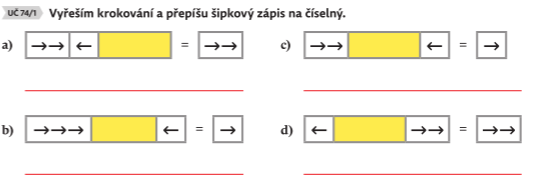 UČ 74/1 Vyřeším krokování a přepíšu šipkový zápis na číselný.
a) →→ ← = →→
c) →→ ← = →
b) →→→ ← = →
d) ← →→ = →→